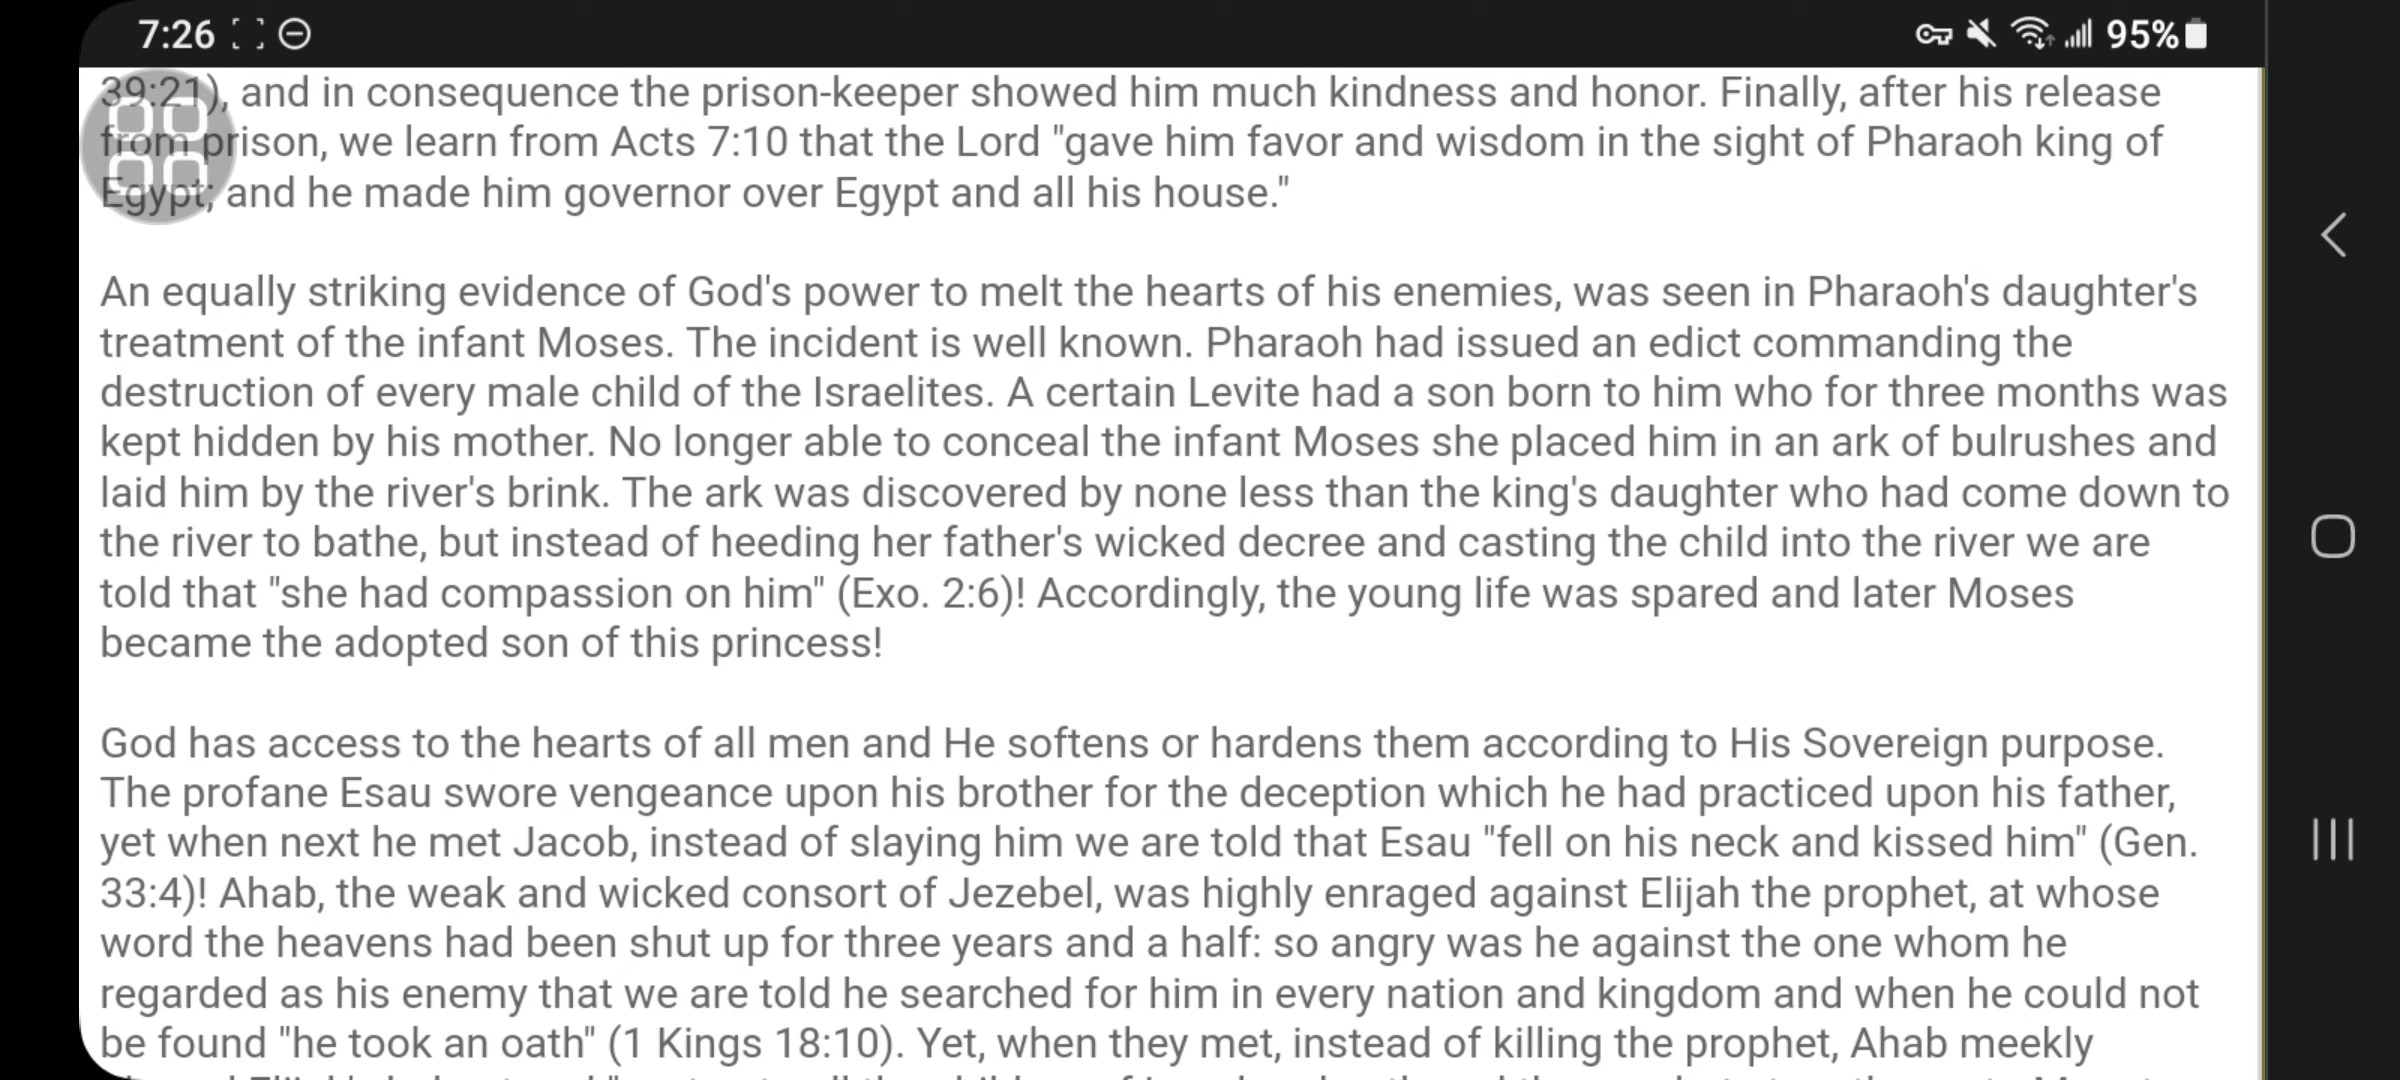 7:26
95%
39:21), and in consequence the prison-keeper showed him much kindness and honor. Finally, after his release
from prison, we learn from Acts 7:10 that the Lord "gave him favor and wisdom in the sight of Pharaoh king of
Egypt; and he made him governor over Egypt and all his house."
An equally striking evidence of God's power to melt the hearts of his enemies, was seen in Pharaoh's daughter's
treatment of the infant Moses. The incident is well known. Pharaoh had issued an edict commanding the
destruction of every male child of the Israelites. A certain Levite had a son born to him who for three months was
kept hidden by his mother. No longer able to conceal the infant Moses she placed him in an ark of bulrushes and
laid him by the river's brink. The ark was discovered by none less than the king's daughter who had come down to
the river to bathe, but instead of heeding her father's wicked decree and casting the child into the river we are
told that "she had compassion on him" (Exo. 2:6)! Accordingly, the young life was spared and later Moses
became the adopted son of this princess!
God has access to the hearts of all men and He softens or hardens them according to His Sovereign purpose.
The profane Esau swore vengeance upon his brother for the deception which he had practiced upon his father,
yet when next he met Jacob, instead of slaying him we are told that Esau "fell on his neck and kissed him" (Gen.
33:4)! Ahab, the weak and wicked consort of Jezebel, was highly enraged against Elijah the prophet, at whose
word the heavens had been shut up for three years and a half: so angry was he against the one whom he
regarded as his enemy that we are told he searched for him in every nation and kingdom and when he could not
be found "he took an oath" (1 Kings 18:10). Yet, when they met, instead of killing the prophet, Ahab meekly